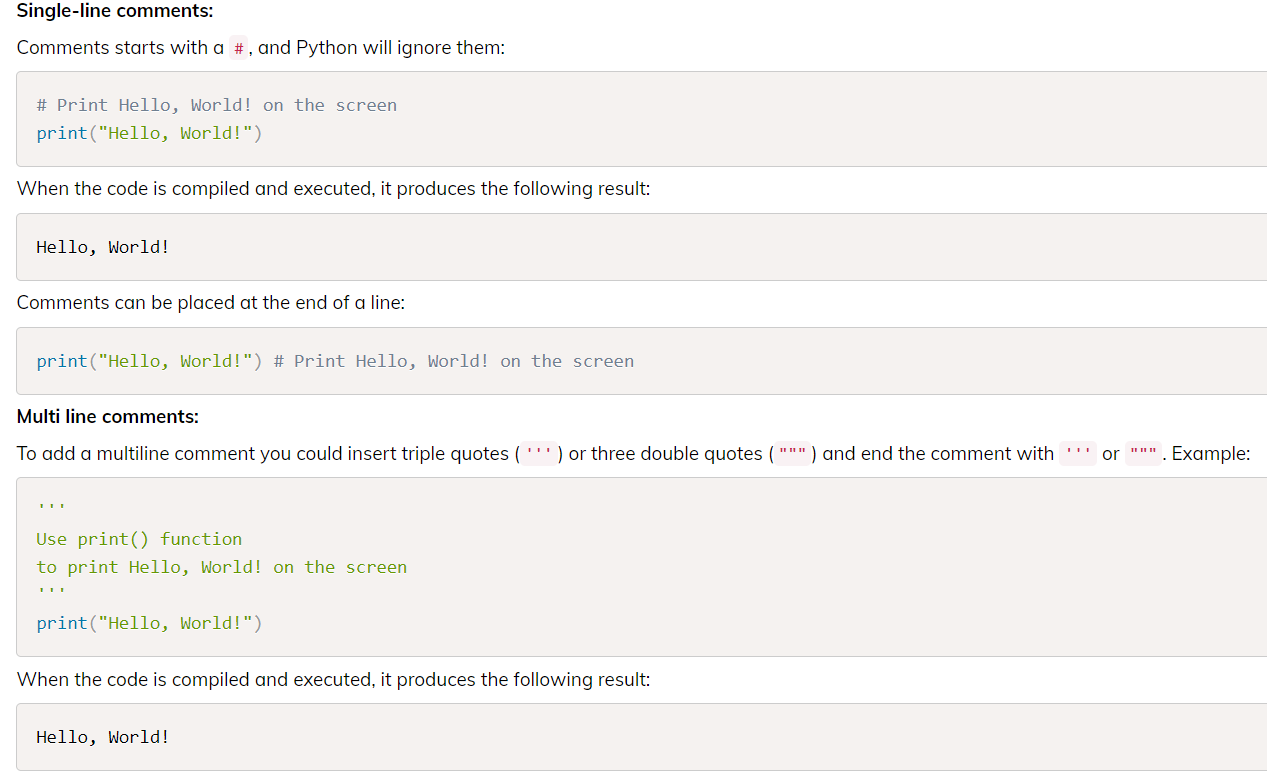 Single-line comments:
Comments starts with a #, and Python will ignore them:
# Print Hello, World! on the screen
print("Hello, World!")
When the code is compiled and executed, it produces the following result:
Hello, World!
Comments can be placed at the end of a line:
print("Hello, World!") # Print Hello, World! on the screen
Multi line comments:
To add a multiline comment you could insert triple quotes (''') or three double quotes (""") and end the comment with ''' or """. Example:
'''
Use print() function
to print Hello, World! on the screen
'''
print("Hello, World!")
When the code is compiled and executed, it produces the following result:
Hello, World!